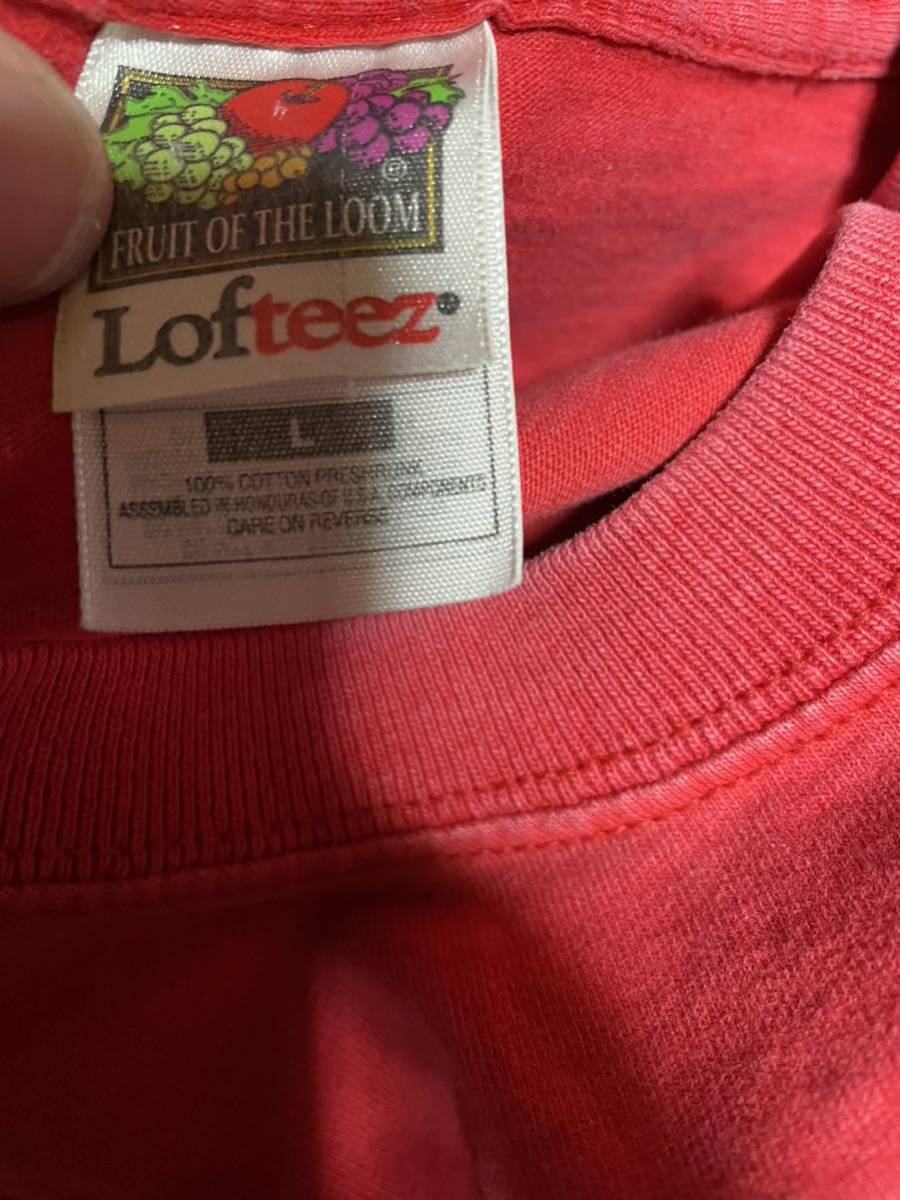 ©
FRUIT OF THE LOOM
Lofteez®
L
100% COTTON PRESHRUNK
ASSEMBLED IN HONDURAS OF U.S.A. COMPONENTS
CARE ON REVERSE